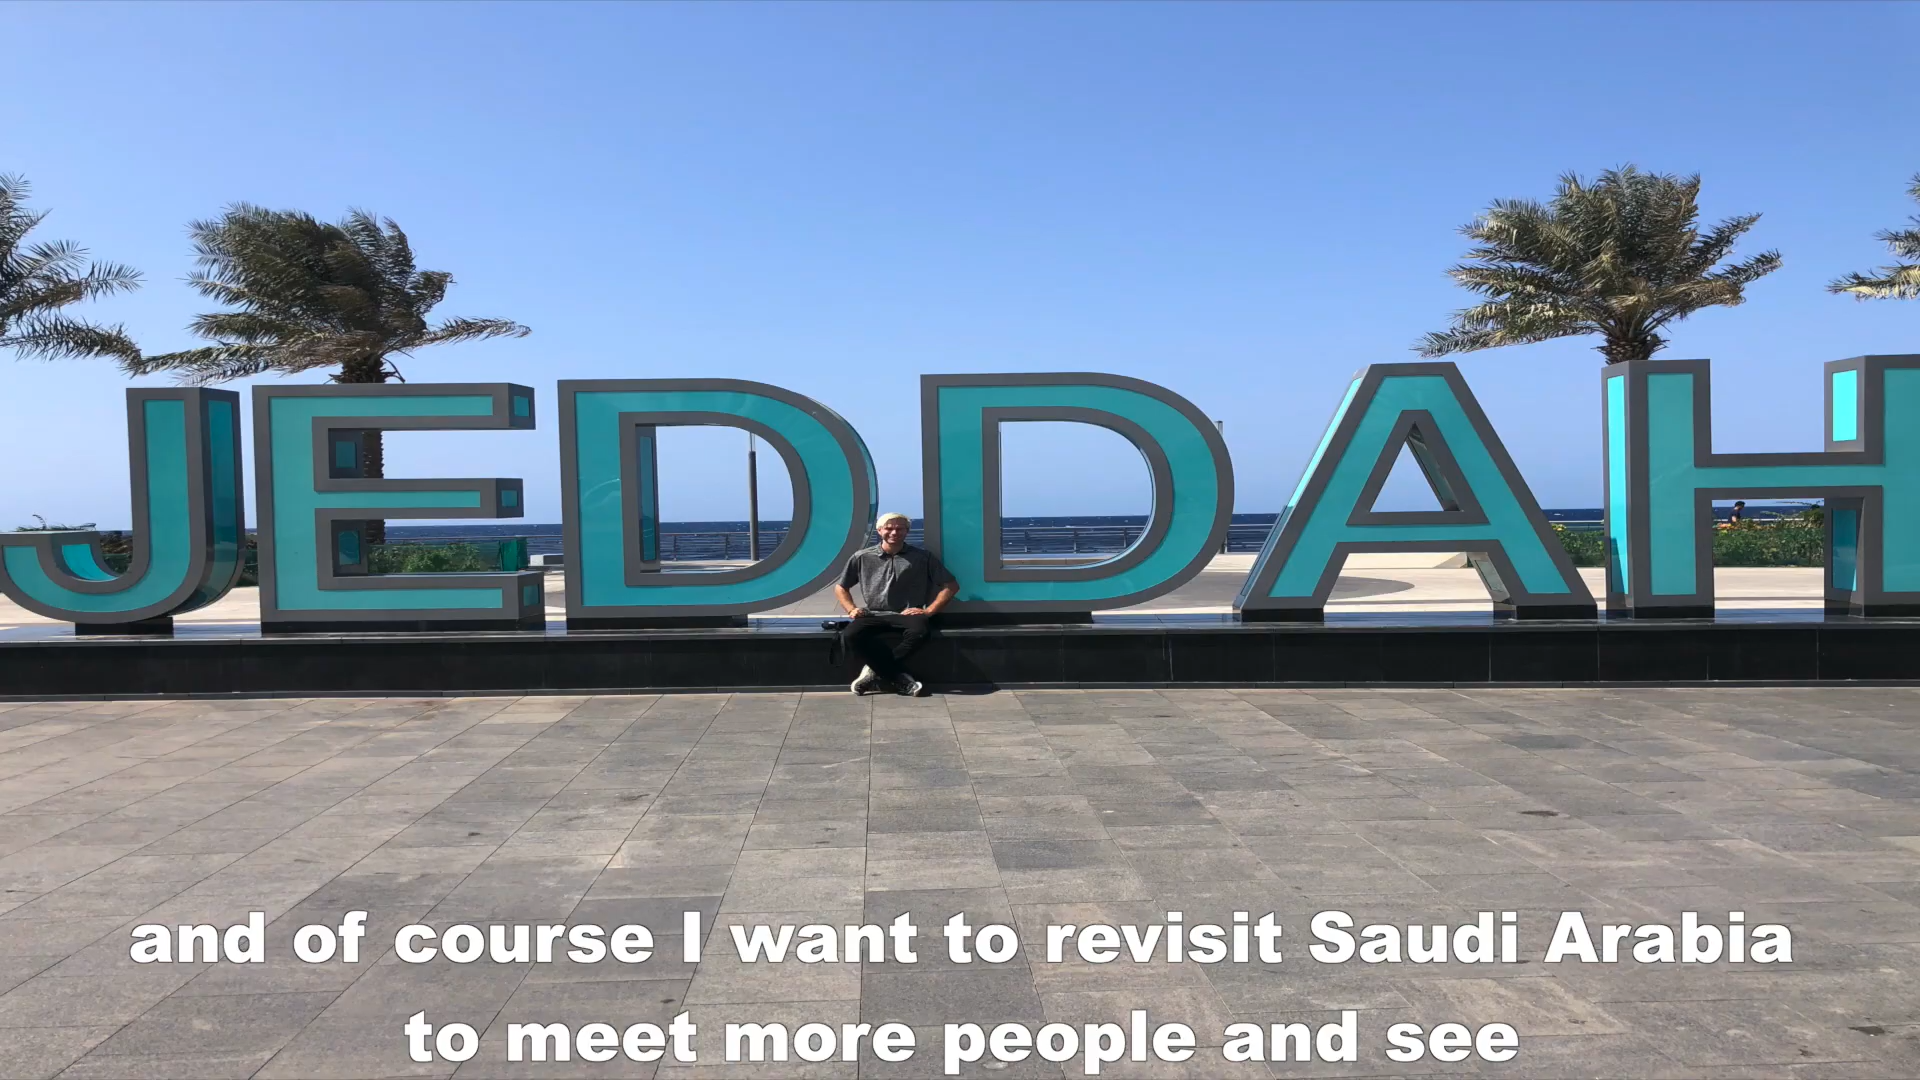 JEDDAH
and of course I want to revisit Saudi Arabia
to meet more people and see